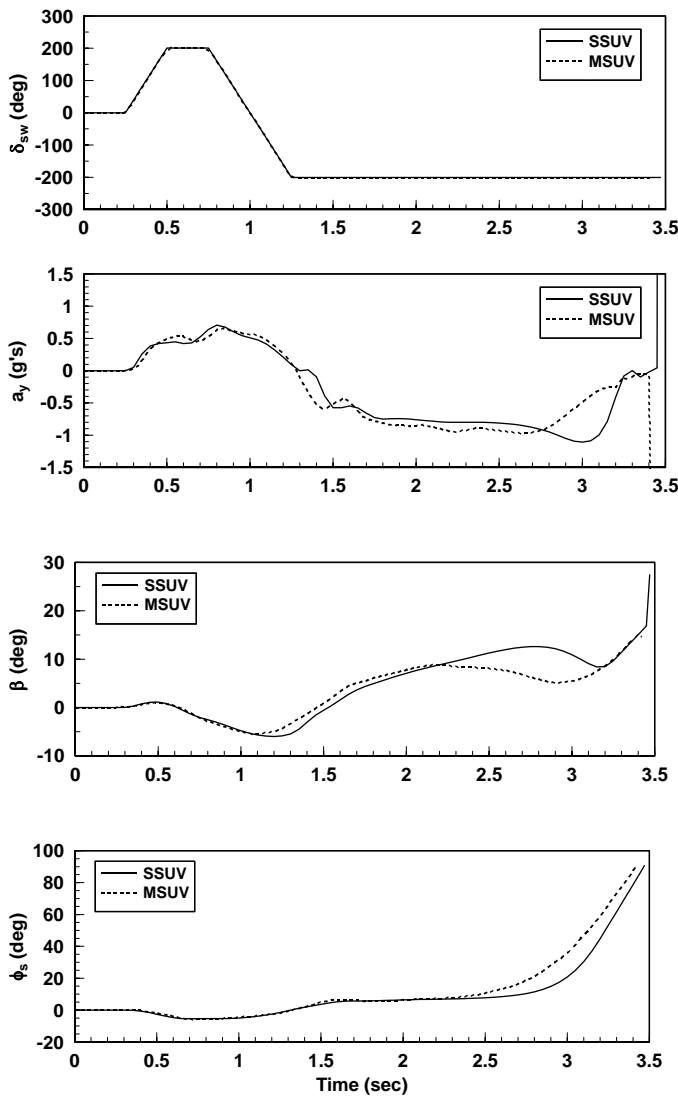 300
200
100
0
-100
-200
-300
δsw (deg)
SSUV
MSUV
0 0.5 1 1.5 2 2.5 3 3.5
1.5
1
0.5
0
-0.5
-1
-1.5
ay (g's)
SSUV
MSUV
0 0.5 1 1.5 2 2.5 3 3.5
30
20
10
0
-10
β (deg)
SSUV
MSUV
0 0.5 1 1.5 2 2.5 3 3.5
100
80
60
40
20
0
-20
ϕs (deg)
SSUV
MSUV
0 0.5 1 1.5 2 2.5 3 3.5
Time (sec)